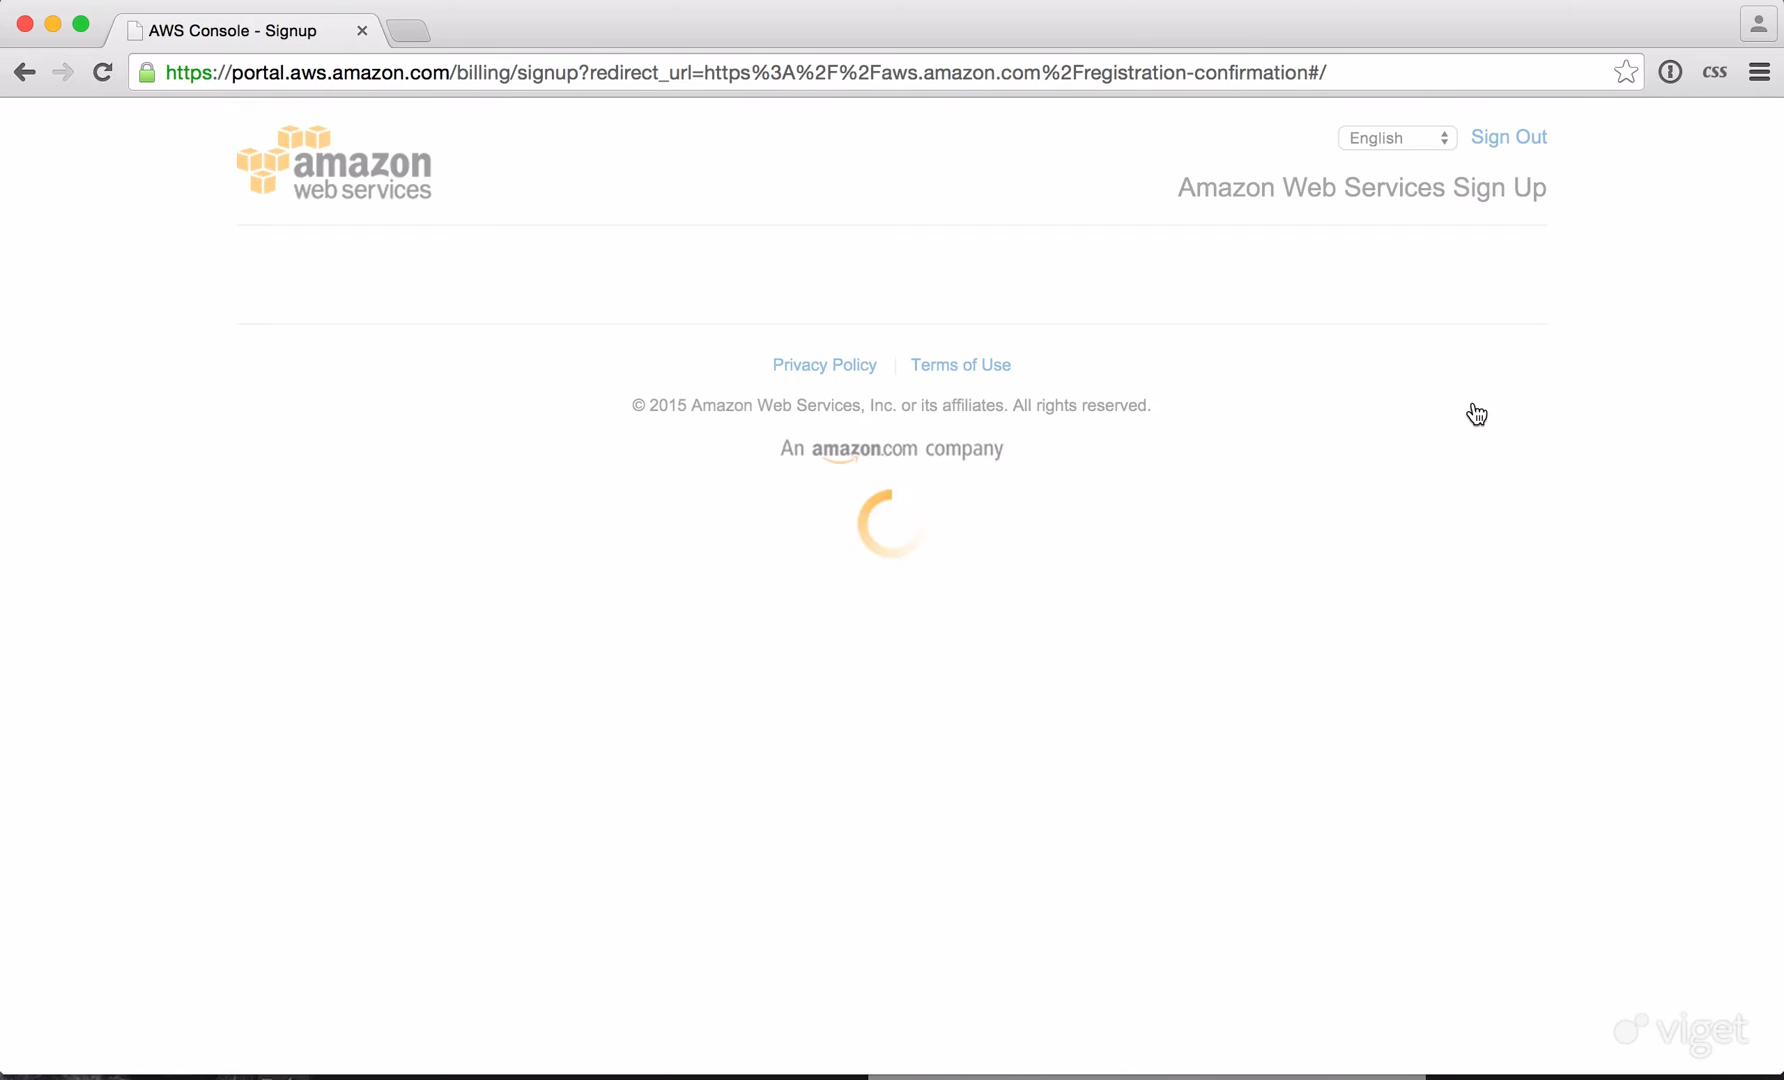 AWS Console - Signup
https://portal.aws.amazon.com/billing/signup?redirect_url=https%3A%2F%2Faws.amazon.com%2Fregistration-confirmation#/
css
amazon
web services
English
Sign Out
Amazon Web Services Sign Up
Privacy Policy
Terms of Use
© 2015 Amazon Web Services, Inc. or its affiliates. All rights reserved.
An amazon.com company
viget